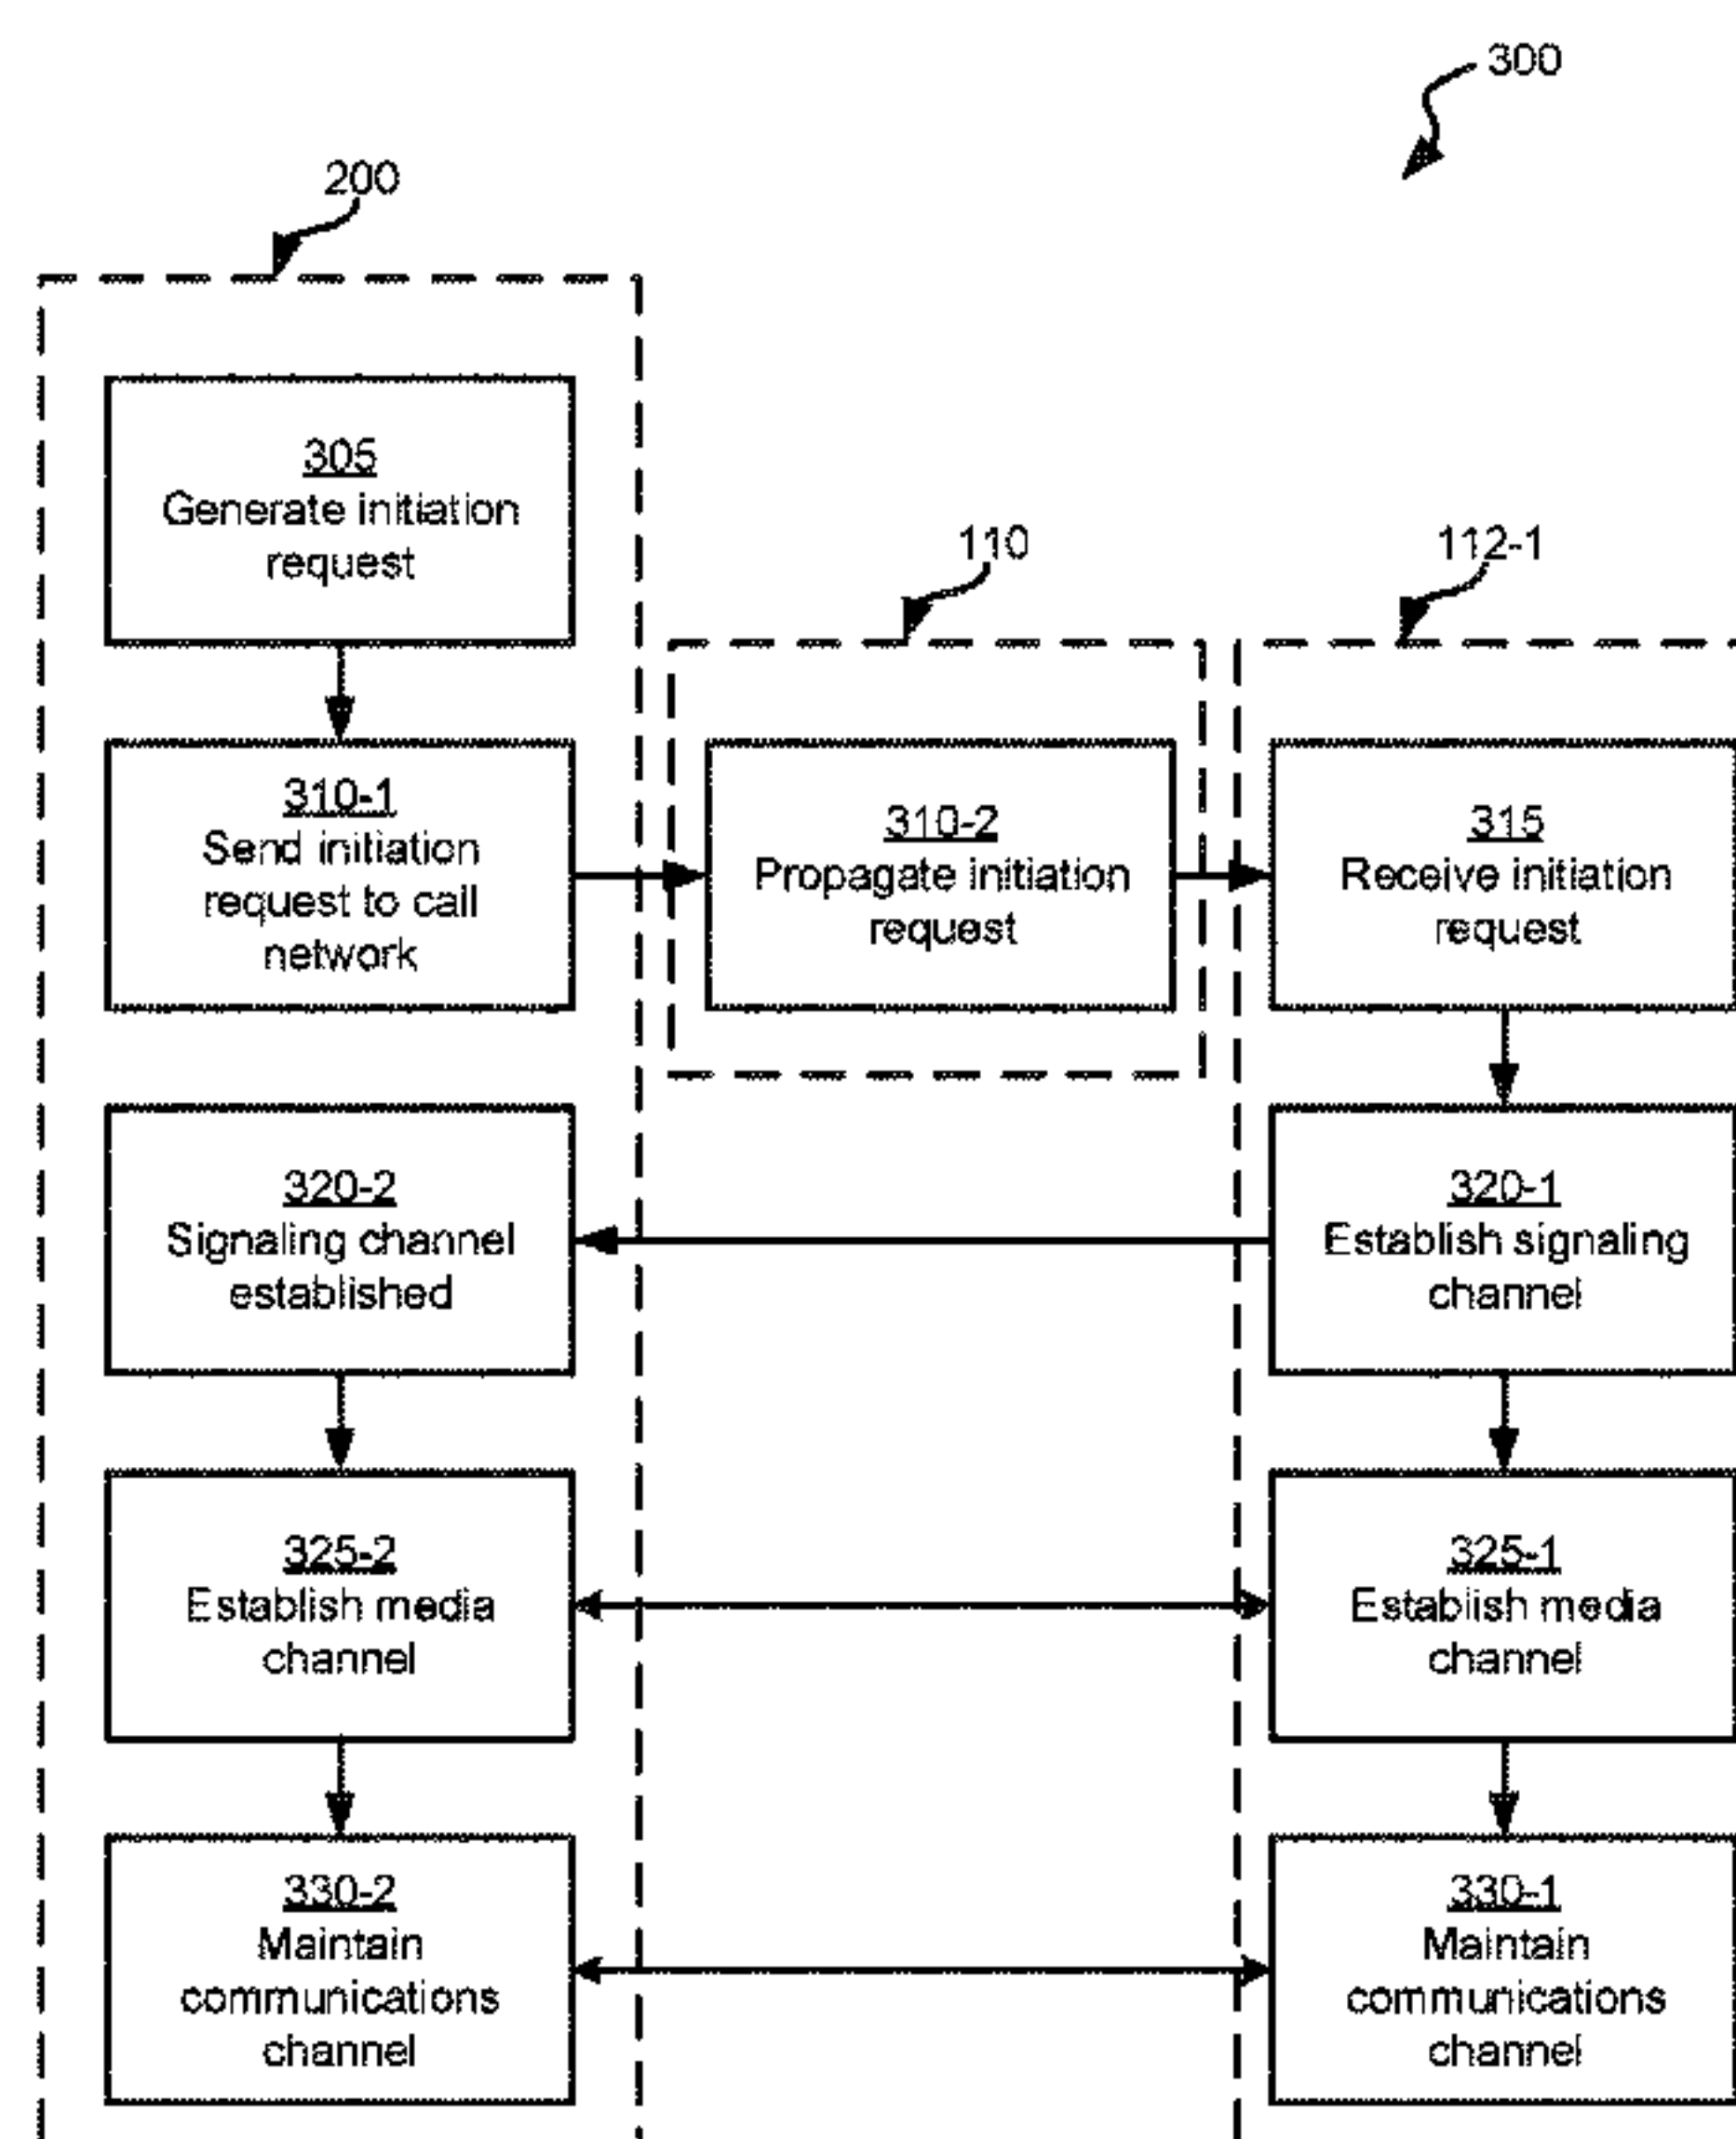 300
200
305
Generate initiation
request
110
112-1
310-1
Send initiation
request to call
network
310-2
Propagate initiation
request
315
Receive initiation
request
320-2
Signaling channel
established
320-1
Establish signaling
channel
325-2
Establish media
channel
325-1
Establish media
channel
330-2
Maintain
communications
channel
330-1
Maintain
communications
channel